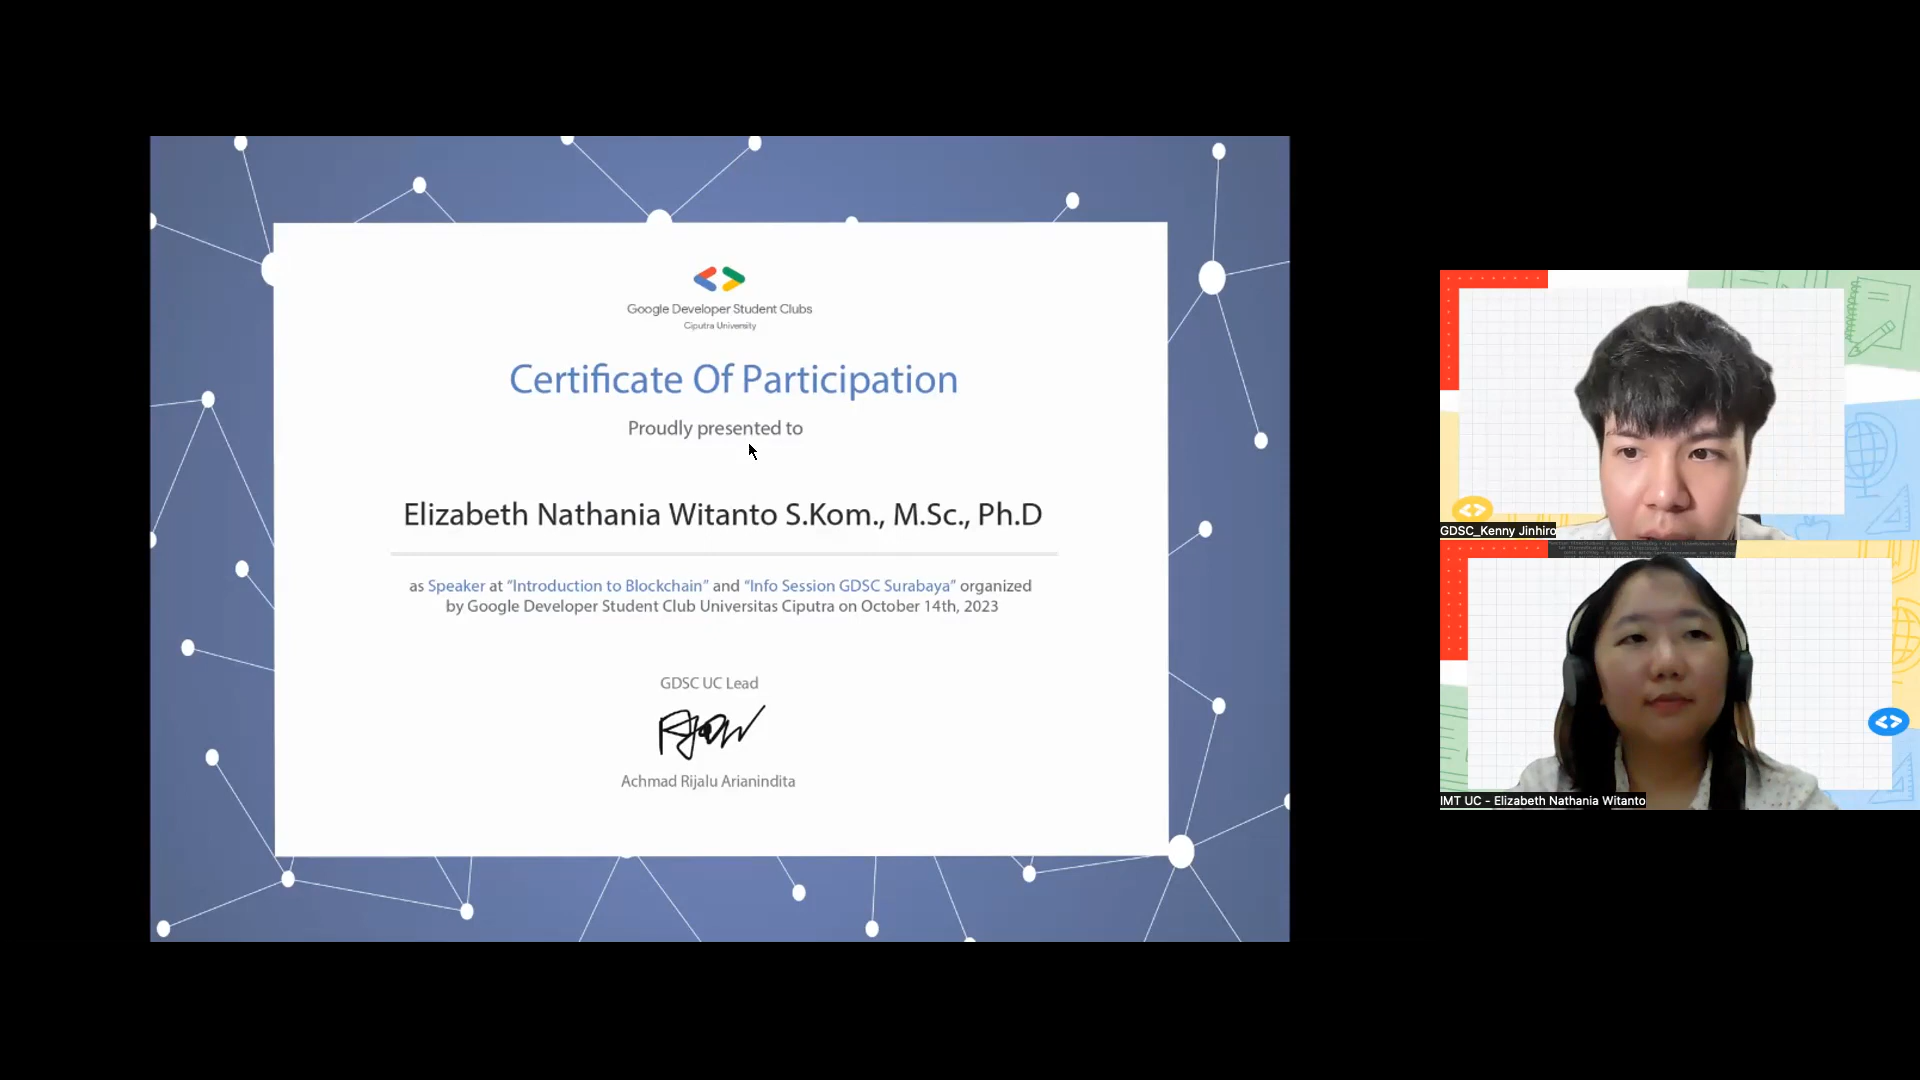 Google Developer Student Clubs
Ciputra University
Certificate Of Participation
Proudly presented to
Elizabeth Nathania Witanto S.Kom., M.Sc., Ph.D
as Speaker at “Introduction to Blockchain” and “Info Session GDSC Surabaya” organized
by Google Developer Student Club Universitas Ciputra on October 14th, 2023
GDSC UC Lead
Achmad Rijalu Arianindita
GDSC_Kenny Jinhiro
IMT UC - Elizabeth Nathania Witanto